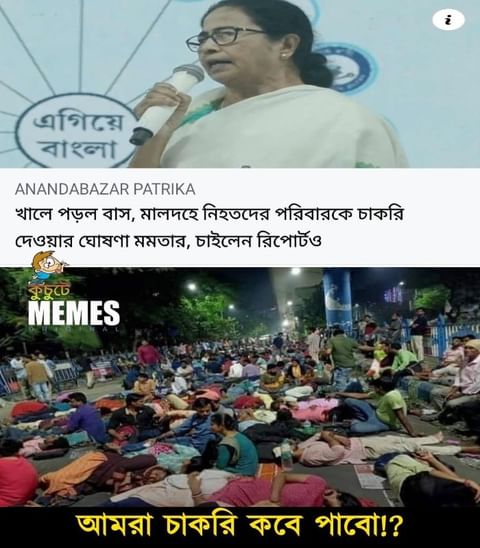 এগিয়ে
বাংলা
ANANDABAZAR PATRIKA
খালে পড়ল বাস, মালদহে নিহতদের পরিবারকে চাকরি
দেওয়ার ঘোষণা মমতার, চাইলেন রিপোর্টও
কুচুটে
MEMES
আমরা চাকরি কবে পাবো!?